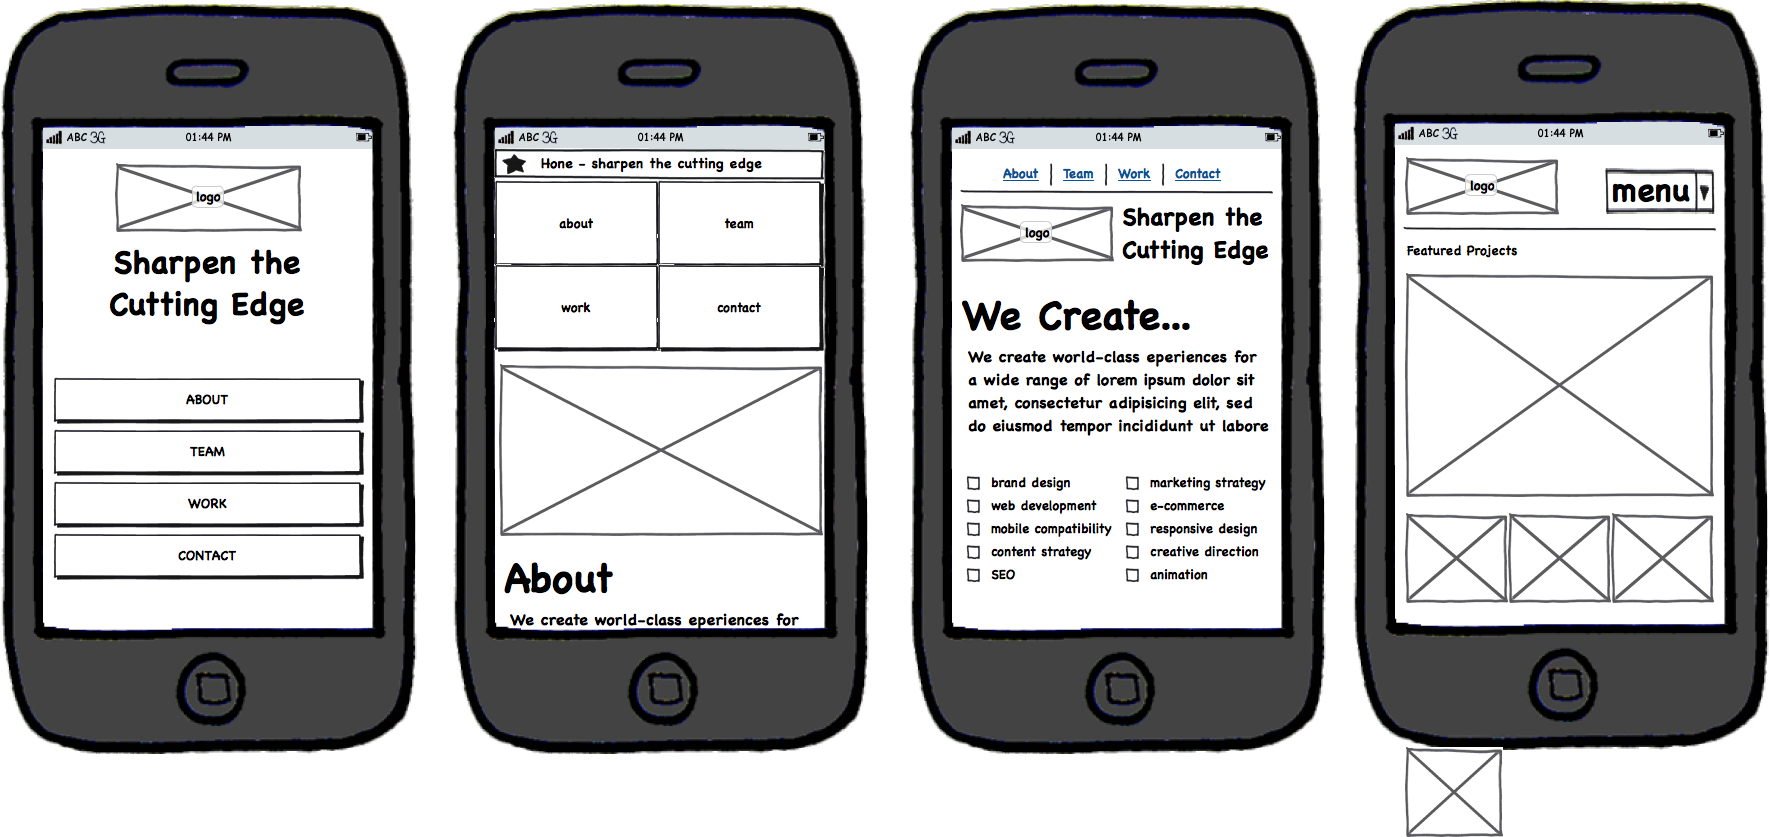 ABC 3G 01:44 PM
logo
Sharpen the
Cutting Edge
ABOUT
TEAM
WORK
CONTACT
ABC 3G 01:44 PM
Hone - sharpen the cutting edge
about team
work contact
About
We create world-class eperiences for
ABC 3G 01:44 PM
About Team Work Contact
logo
Sharpen the
Cutting Edge
We Create...
We create world-class eperiences for
a wide range of lorem ipsum dolor sit
amet, consectetur adipisicing elit, sed
do eiusmod tempor incididunt ut labore
brand design
web development
mobile compatibility
content strategy
SEO
marketing strategy
e-commerce
responsive design
creative direction
animation
ABC 3G 01:44 PM
logo
menu
Featured Projects